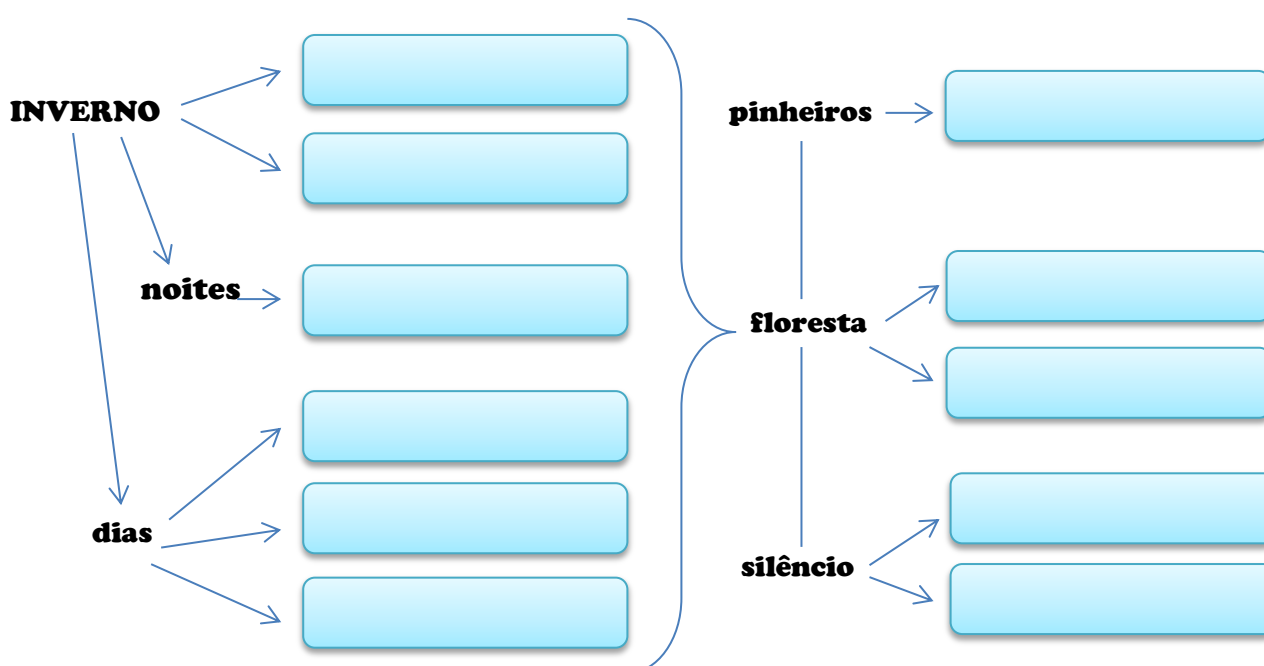 INVERNO
noites
dias
pinheiros
floresta
silêncio